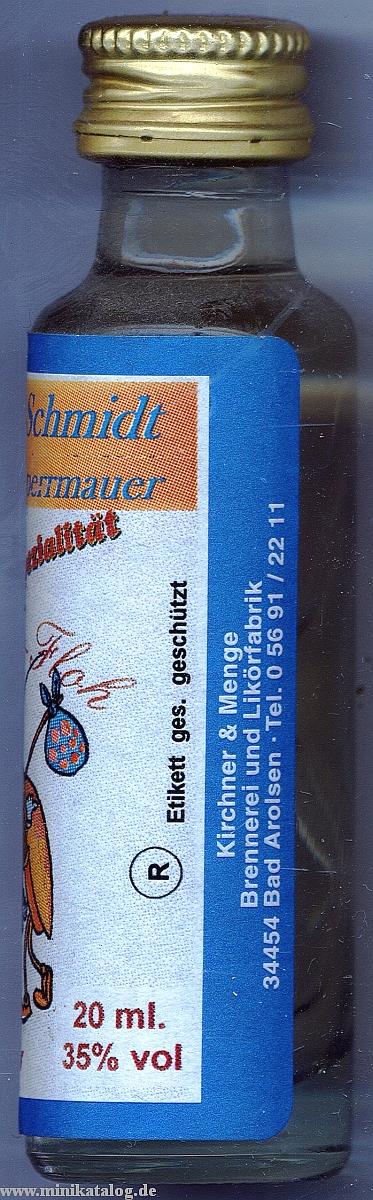 Schmidt
Floh
Etikett ges. geschützt
R
20 ml.
35% vol
Kirchner & Menge
Brennerei und Likörfabrik
34454 Bad Arolsen · Tel. 0 56 91 / 22 11
www.minikatalog.de